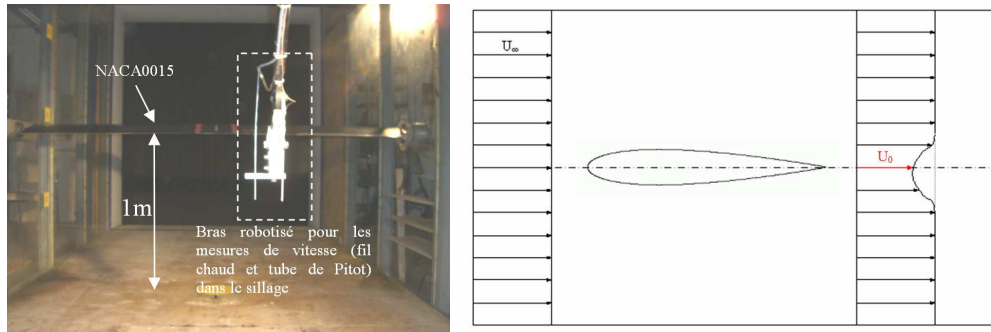 NACA0015
1m
Bras robotisé pour les
mesures de vitesse (fil
chaud et tube de Pitot)
dans le sillage
U∞
U₀